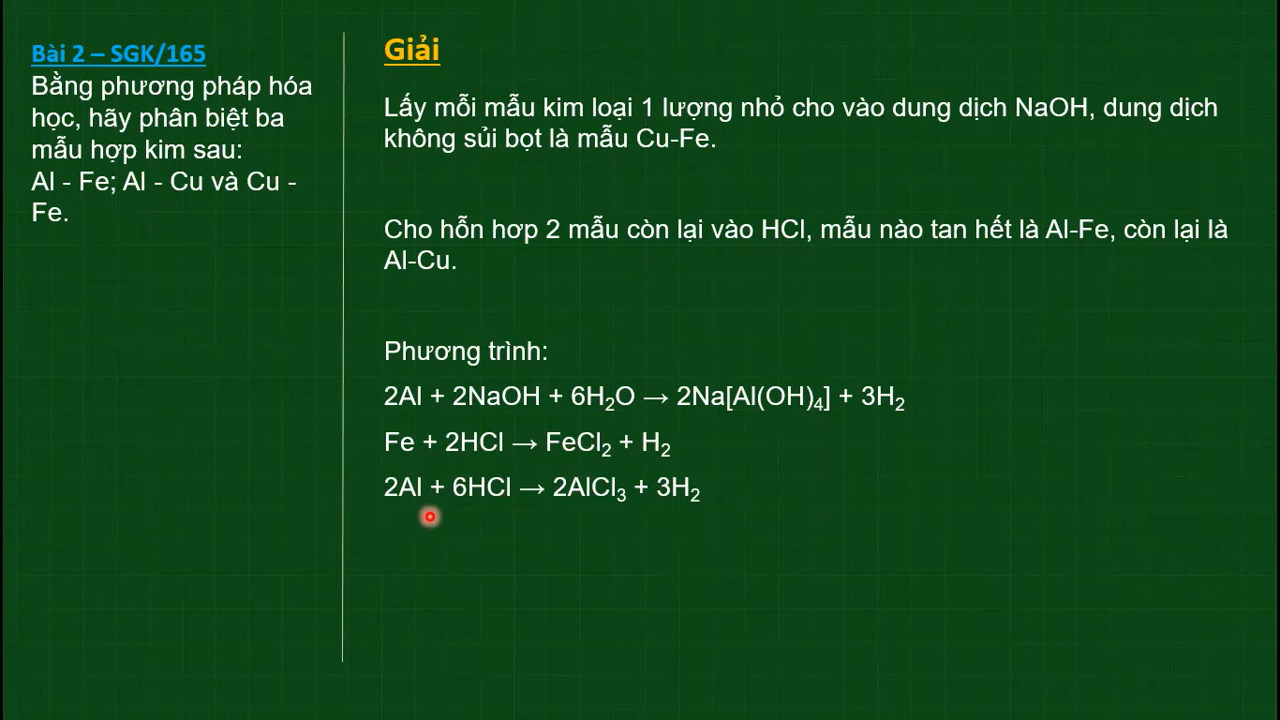 Bài 2 – SGK/165
Bằng phương pháp hóa
học, hãy phân biệt ba
mẫu hợp kim sau:
Al - Fe; Al - Cu và Cu -
Fe.
Giải
Lấy mỗi mẫu kim loại 1 lượng nhỏ cho vào dung dịch NaOH, dung dịch
không sủi bọt là mẫu Cu-Fe.
Cho hỗn hơp 2 mẫu còn lại vào HCl, mẫu nào tan hết là Al-Fe, còn lại là
Al-Cu.
Phương trình:
2Al + 2NaOH + 6H₂O → 2Na[Al(OH)₄] + 3H₂
Fe + 2HCl → FeCl₂ + H₂
2Al + 6HCl → 2AlCl₃ + 3H₂